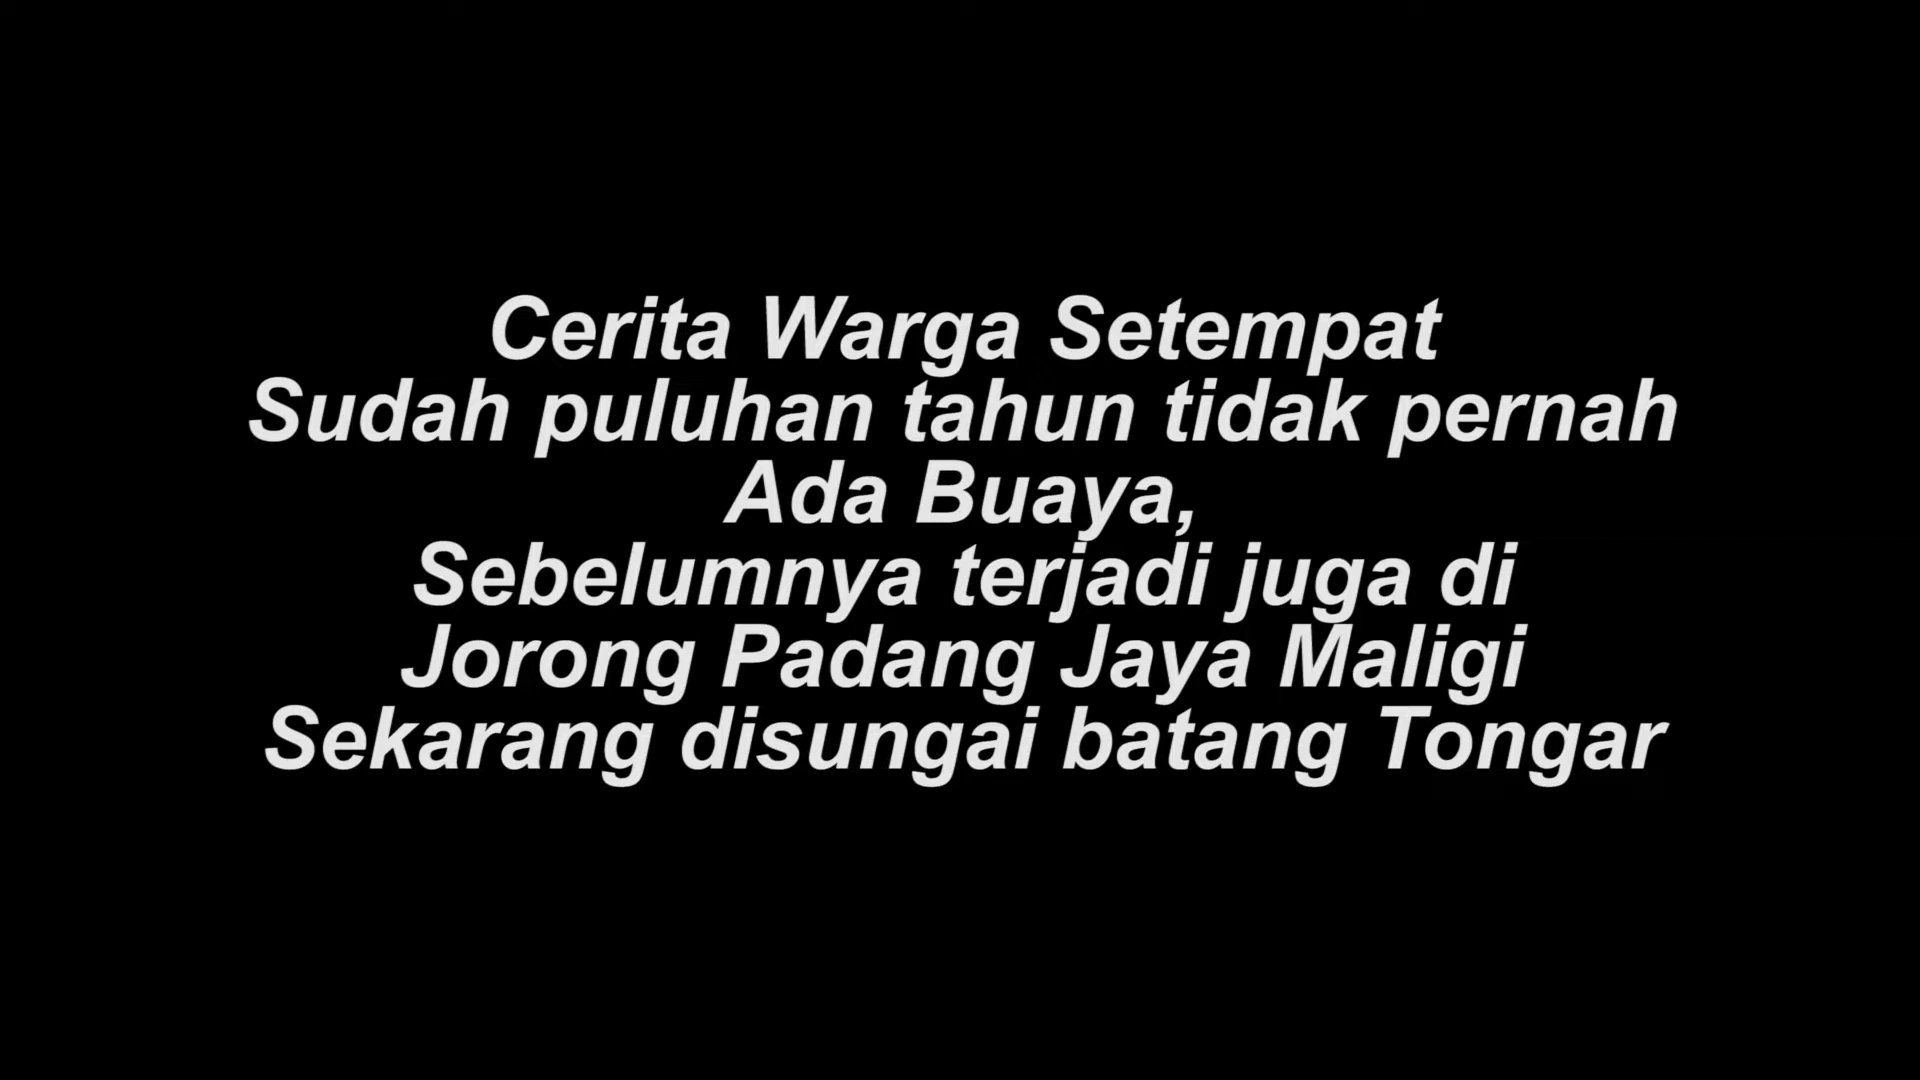 Cerita Warga Setempat
Sudah puluhan tahun tidak pernah
Ada Buaya,
Sebelumnya terjadi juga di
Jorong Padang Jaya Maligi
Sekarang disungai batang Tongar